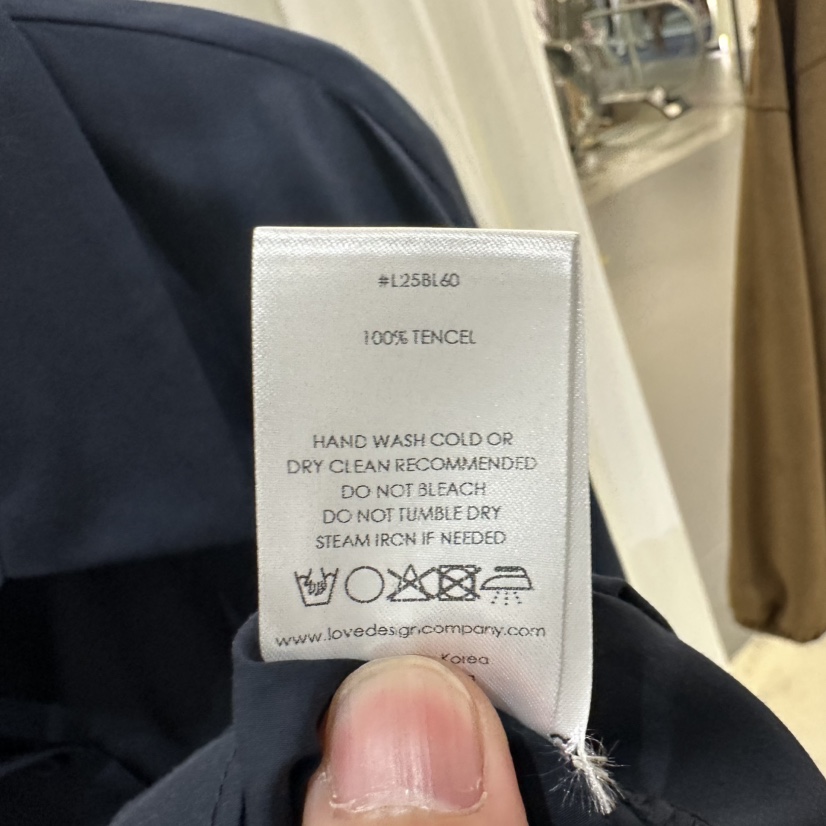 #L25BL60
100% TENCEL
HAND WASH COLD OR
DRY CLEAN RECOMMENDED
DO NOT BLEACH
DO NOT TUMBLE DRY
STEAM IRON IF NEEDED
www.lovedesigncompany.com
Korea